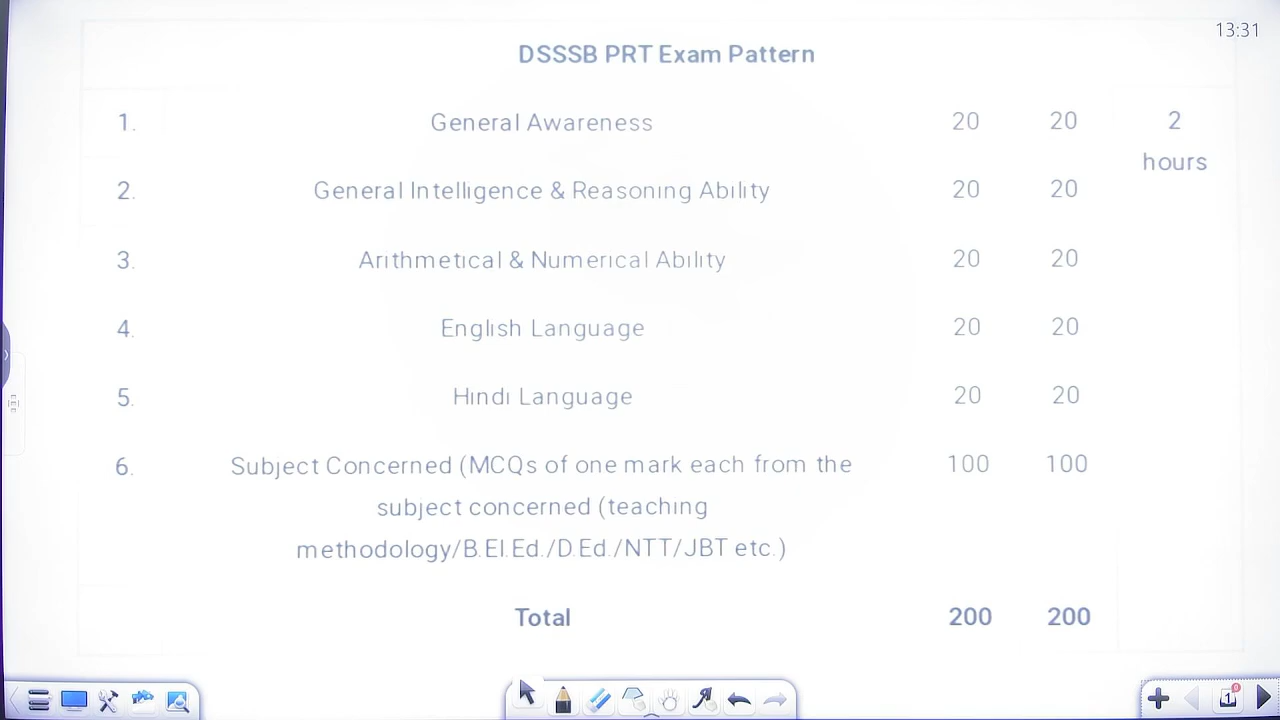 13:31
DSSSB PRT Exam Pattern
1. General Awareness 20 20 2
hours
2. General Intelligence & Reasoning Ability 20 20
3. Arithmetical & Numerical Ability 20 20
4. English Language 20 20
5. Hindi Language 20 20
6. Subject Concerned (MCQs of one mark each from the 100 100
subject concerned (teaching
methodology/B.El.Ed./D.Ed./NTT/JBT etc.)
Total 200 200
1